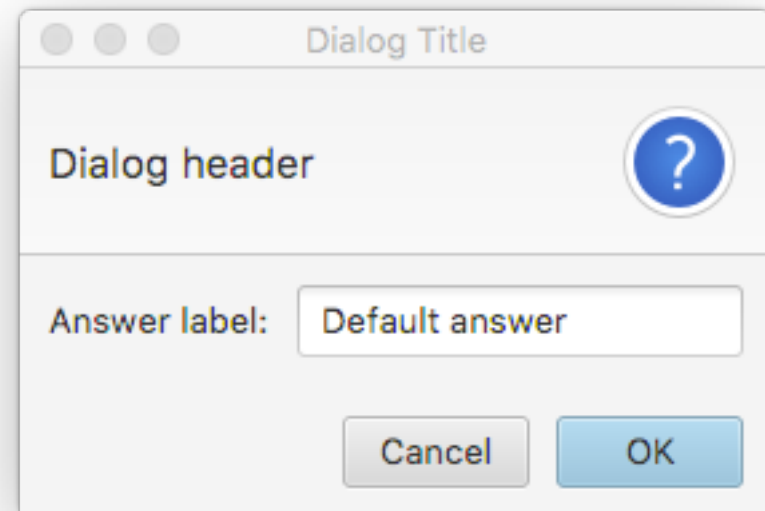 Dialog Title
Dialog header
?
Answer label: Default answer
Cancel OK